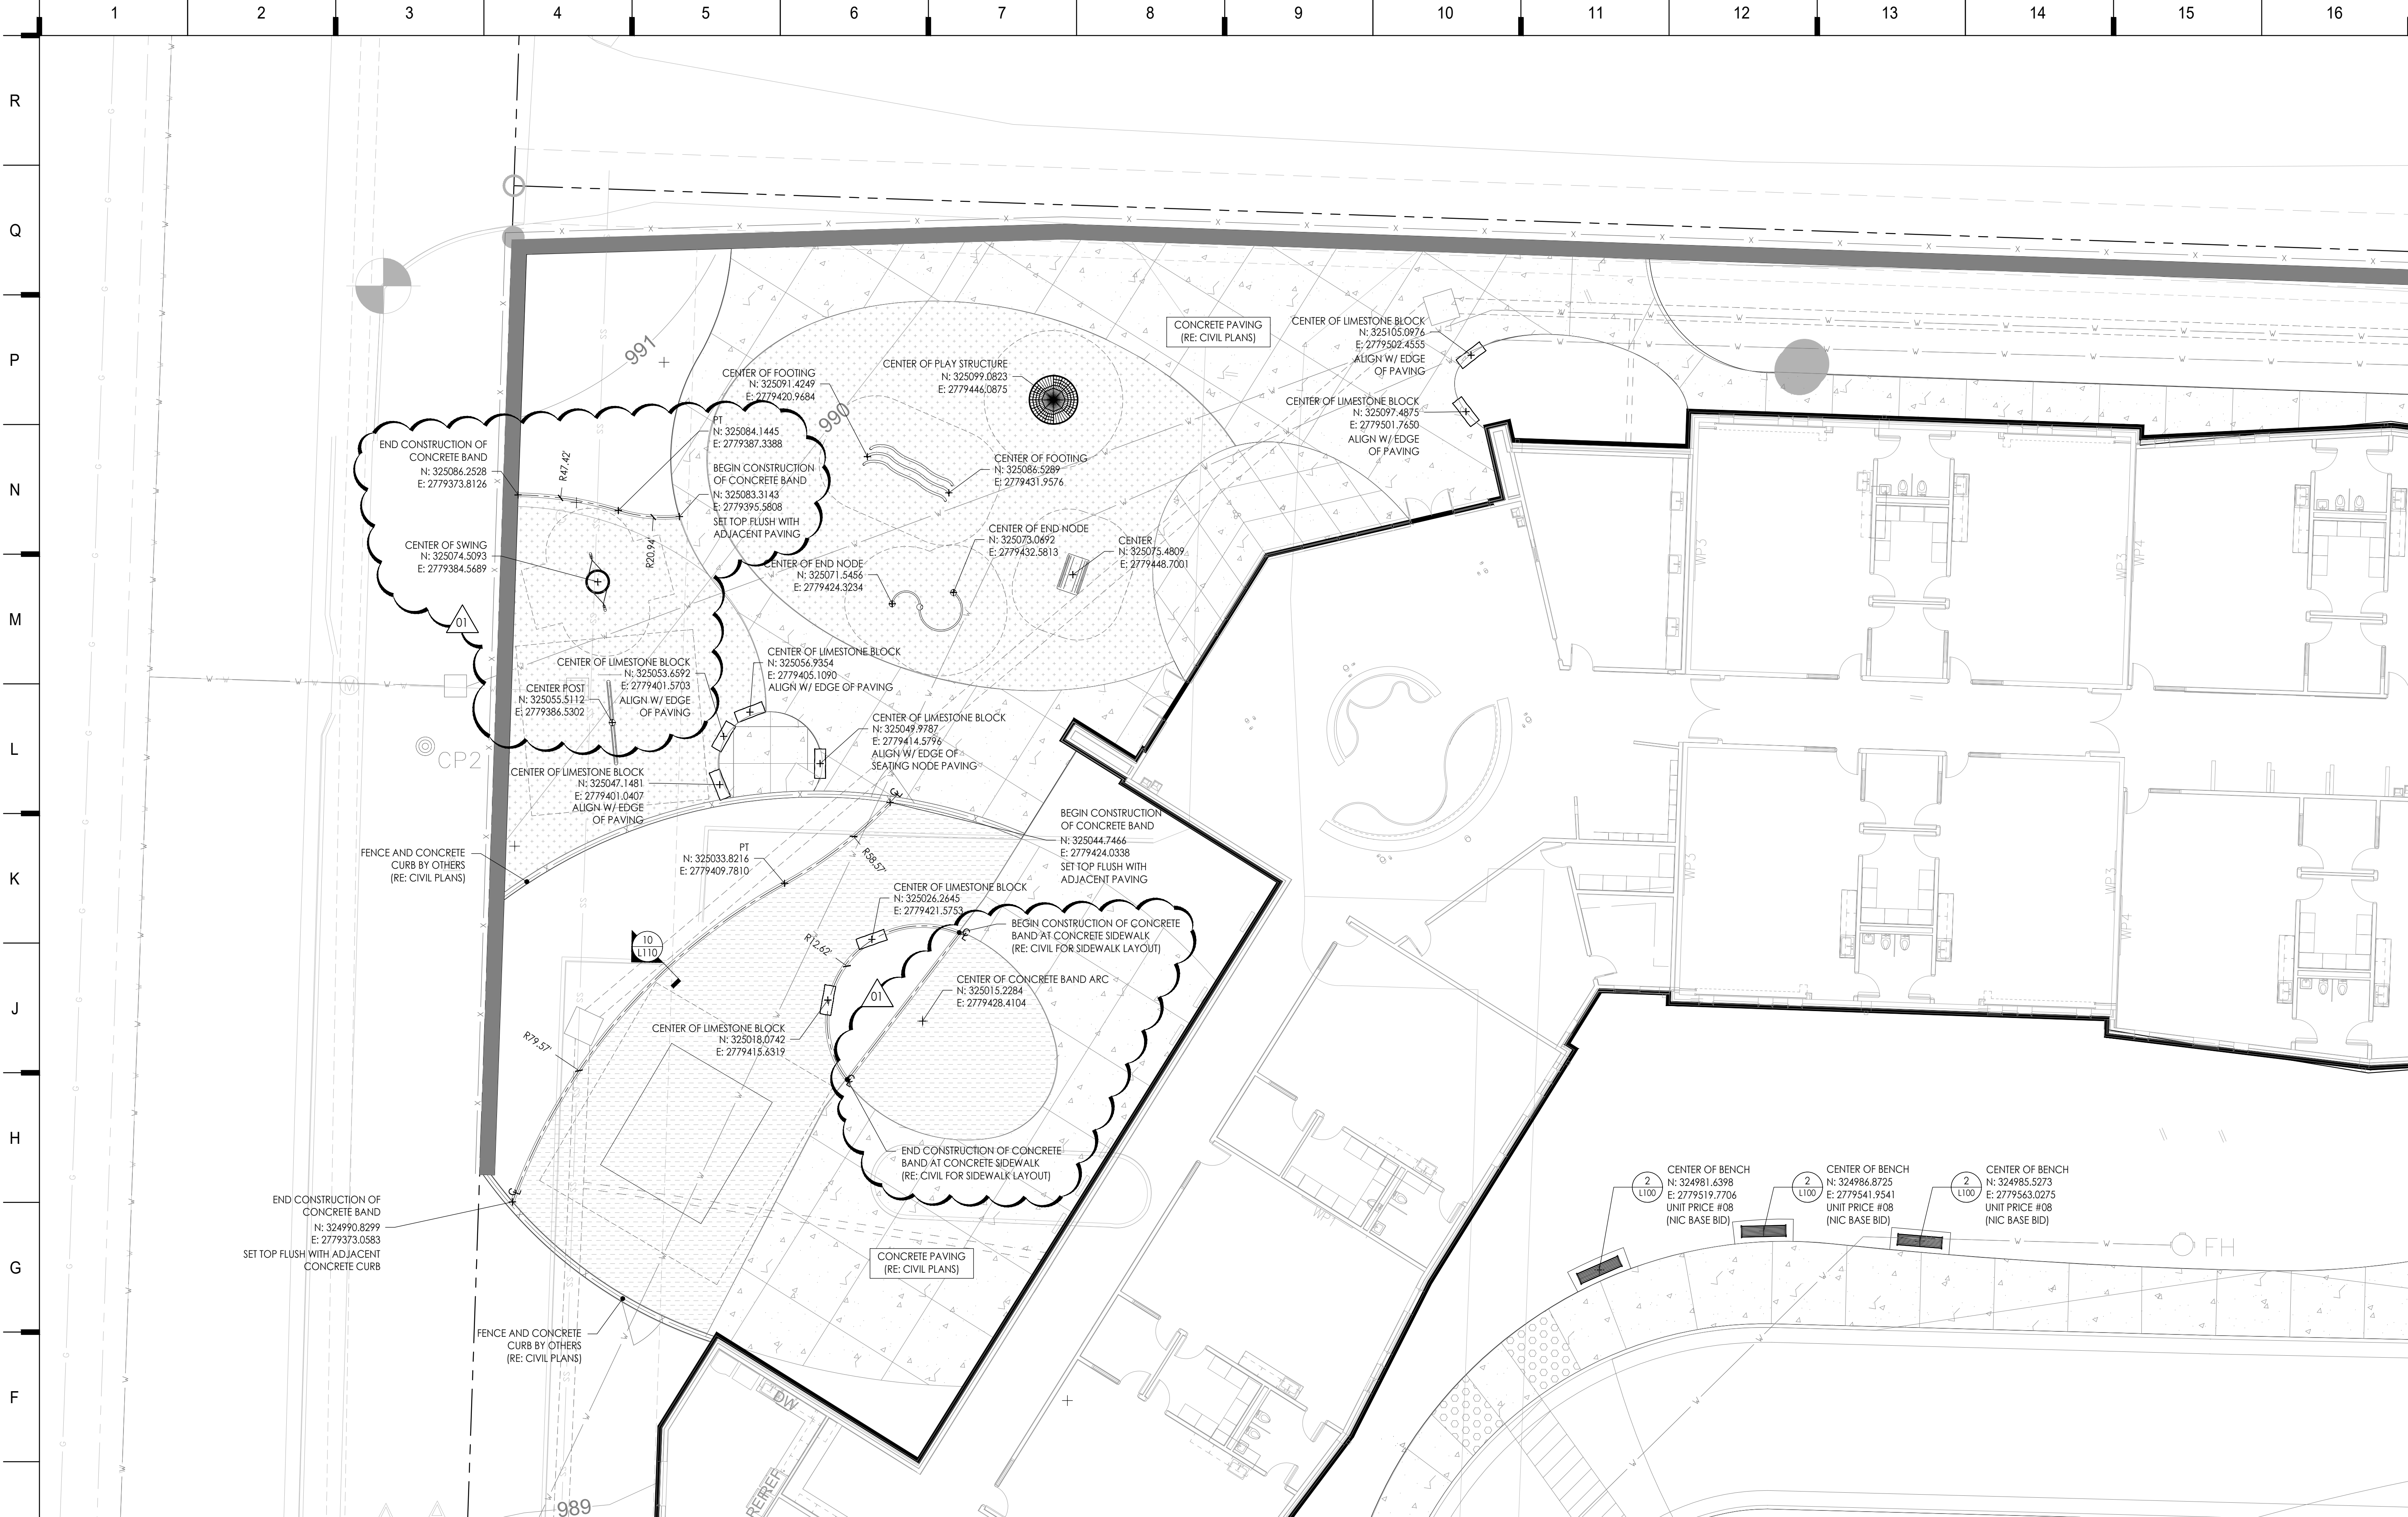 1 2 3 4 5 6 7 8 9 10 11 12 13 14 15 16
R
Q
P
N
M
L
K
J
H
G
F
991
990
989
CENTER OF FOOTING
N: 325091.4249
E: 2779420.9684
CENTER OF PLAY STRUCTURE
N: 325099.0823
E: 2779446.0875
CONCRETE PAVING
(RE: CIVIL PLANS)
CENTER OF LIMESTONE BLOCK
N: 325105.0976
E: 2779502.4555
ALIGN W/ EDGE
OF PAVING
CENTER OF LIMESTONE BLOCK
N: 325097.4875
E: 2779501.7650
ALIGN W/ EDGE
OF PAVING
END CONSTRUCTION OF
CONCRETE BAND
N: 325086.2528
E: 2779373.8126
R47.42'
PT
N: 325084.1445
E: 2779387.3388
BEGIN CONSTRUCTION
OF CONCRETE BAND
N: 325083.3143
E: 2779395.5808
SET TOP FLUSH WITH
ADJACENT PAVING
R20.94'
CENTER OF FOOTING
N: 325086.5289
E: 2779431.9576
CENTER OF SWING
N: 325074.5093
E: 2779384.5689
CENTER OF END NODE
N: 325071.5456
E: 2779424.3234
CENTER OF END NODE
N: 325073.0692
E: 2779432.5813
CENTER
N: 325075.4809
E: 2779448.7001
01
CENTER OF LIMESTONE BLOCK
N: 325053.6592
E: 2779401.5703
ALIGN W/ EDGE
OF PAVING
CENTER POST
N: 325055.5112
E: 2779386.5302
CENTER OF LIMESTONE BLOCK
N: 325056.9354
E: 2779405.1090
ALIGN W/ EDGE OF PAVING
CENTER OF LIMESTONE BLOCK
N: 325049.9787
E: 2779414.5796
ALIGN W/ EDGE OF
SEATING NODE PAVING
CP2
CENTER OF LIMESTONE BLOCK
N: 325047.1481
E: 2779401.0407
ALIGN W/ EDGE
OF PAVING
BEGIN CONSTRUCTION
OF CONCRETE BAND
N: 325044.7466
E: 2779424.0338
SET TOP FLUSH WITH
ADJACENT PAVING
FENCE AND CONCRETE
CURB BY OTHERS
(RE: CIVIL PLANS)
PT
N: 325033.8216
E: 2779409.7810
R58.57'
CENTER OF LIMESTONE BLOCK
N: 325026.2645
E: 2779421.5753
BEGIN CONSTRUCTION OF CONCRETE
BAND AT CONCRETE SIDEWALK
(RE: CIVIL FOR SIDEWALK LAYOUT)
10
L110
R12.62'
CENTER OF CONCRETE BAND ARC
N: 325015.2284
E: 2779428.4104
01
CENTER OF LIMESTONE BLOCK
N: 325018.0742
E: 2779415.6319
R79.57'
END CONSTRUCTION OF CONCRETE
BAND AT CONCRETE SIDEWALK
(RE: CIVIL FOR SIDEWALK LAYOUT)
END CONSTRUCTION OF
CONCRETE BAND
N: 324990.8299
E: 2779373.0583
SET TOP FLUSH WITH ADJACENT
CONCRETE CURB
CONCRETE PAVING
(RE: CIVIL PLANS)
FENCE AND CONCRETE
CURB BY OTHERS
(RE: CIVIL PLANS)
2
L100
CENTER OF BENCH
N: 324981.6398
E: 2779519.7706
UNIT PRICE #08
(NIC BASE BID)
2
L100
CENTER OF BENCH
N: 324986.8725
E: 2779541.9541
UNIT PRICE #08
(NIC BASE BID)
2
L100
CENTER OF BENCH
N: 324985.5273
E: 2779563.0275
UNIT PRICE #08
(NIC BASE BID)
FH
DW
WP3
WP3
WP4
WP3
WP3
WP4
WP1